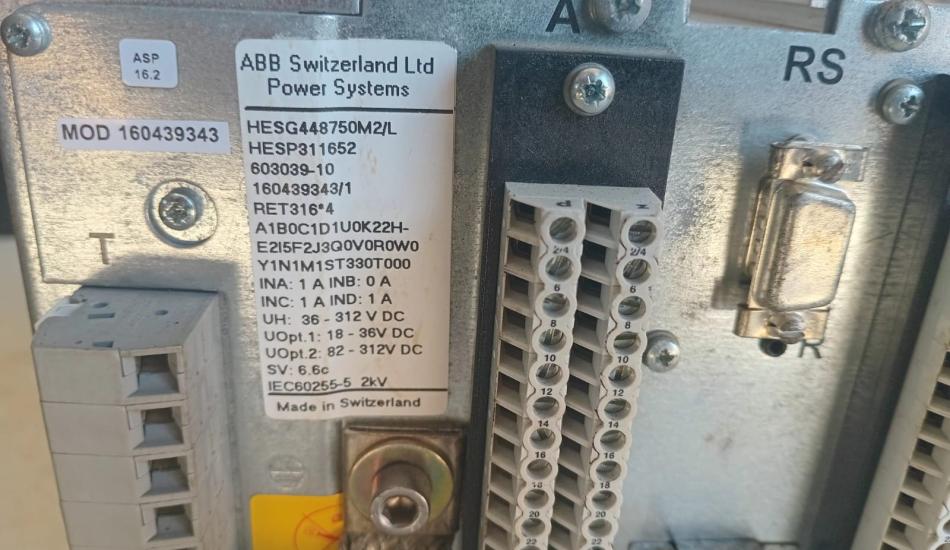 A
RS
ASP
16.2
MOD 160439343
T
ABB Switzerland Ltd
Power Systems
HESG448750M2/L
HESP311652
603039-10
160439343/1
RET316*4
A1B0C1D1U0K22H-
E2I5F2J3Q0V0R0W0
Y1N1M1ST330T000
INA: 1 A INB: 0 A
INC: 1 A IND: 1 A
UH: 36 - 312 V DC
UOpt.1: 18 - 36V DC
UOpt.2: 82 - 312V DC
SV: 6.6c
IEC60255-5 2kV
Made in Switzerland
P z
2/4 2/4
6 6
8 8
10 10
12 12
14 14
16 16
18 18
20 20
22 22